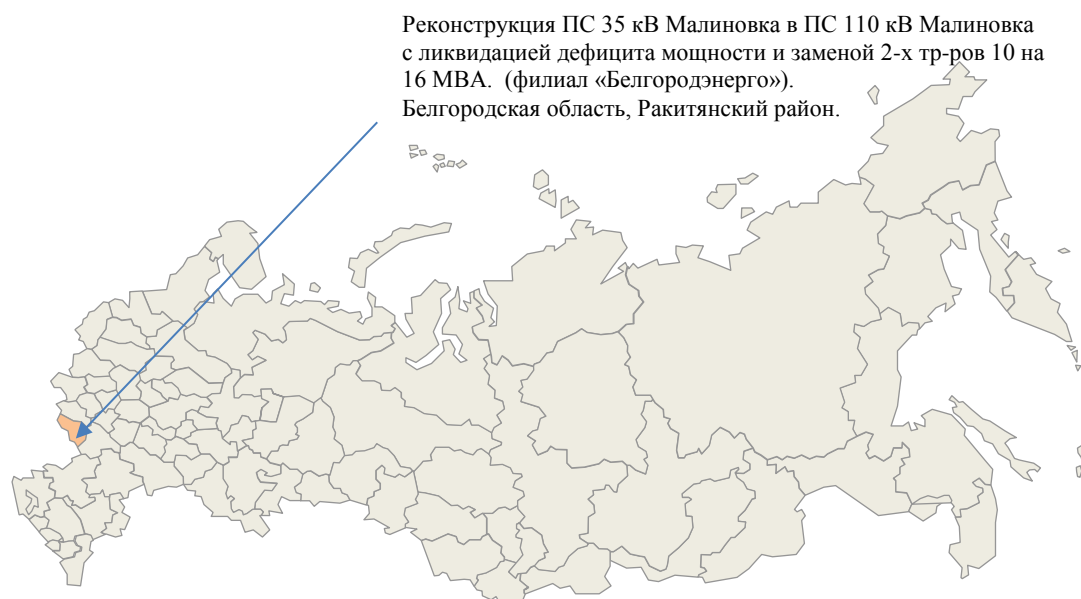 Реконструкция ПС 35 кВ Малиновка в ПС 110 кВ Малиновка
с ликвидацией дефицита мощности и заменой 2-х тр-ров 10 на
16 МВА. (филиал «Белгородэнерго»).
Белгородская область, Ракитянский район.